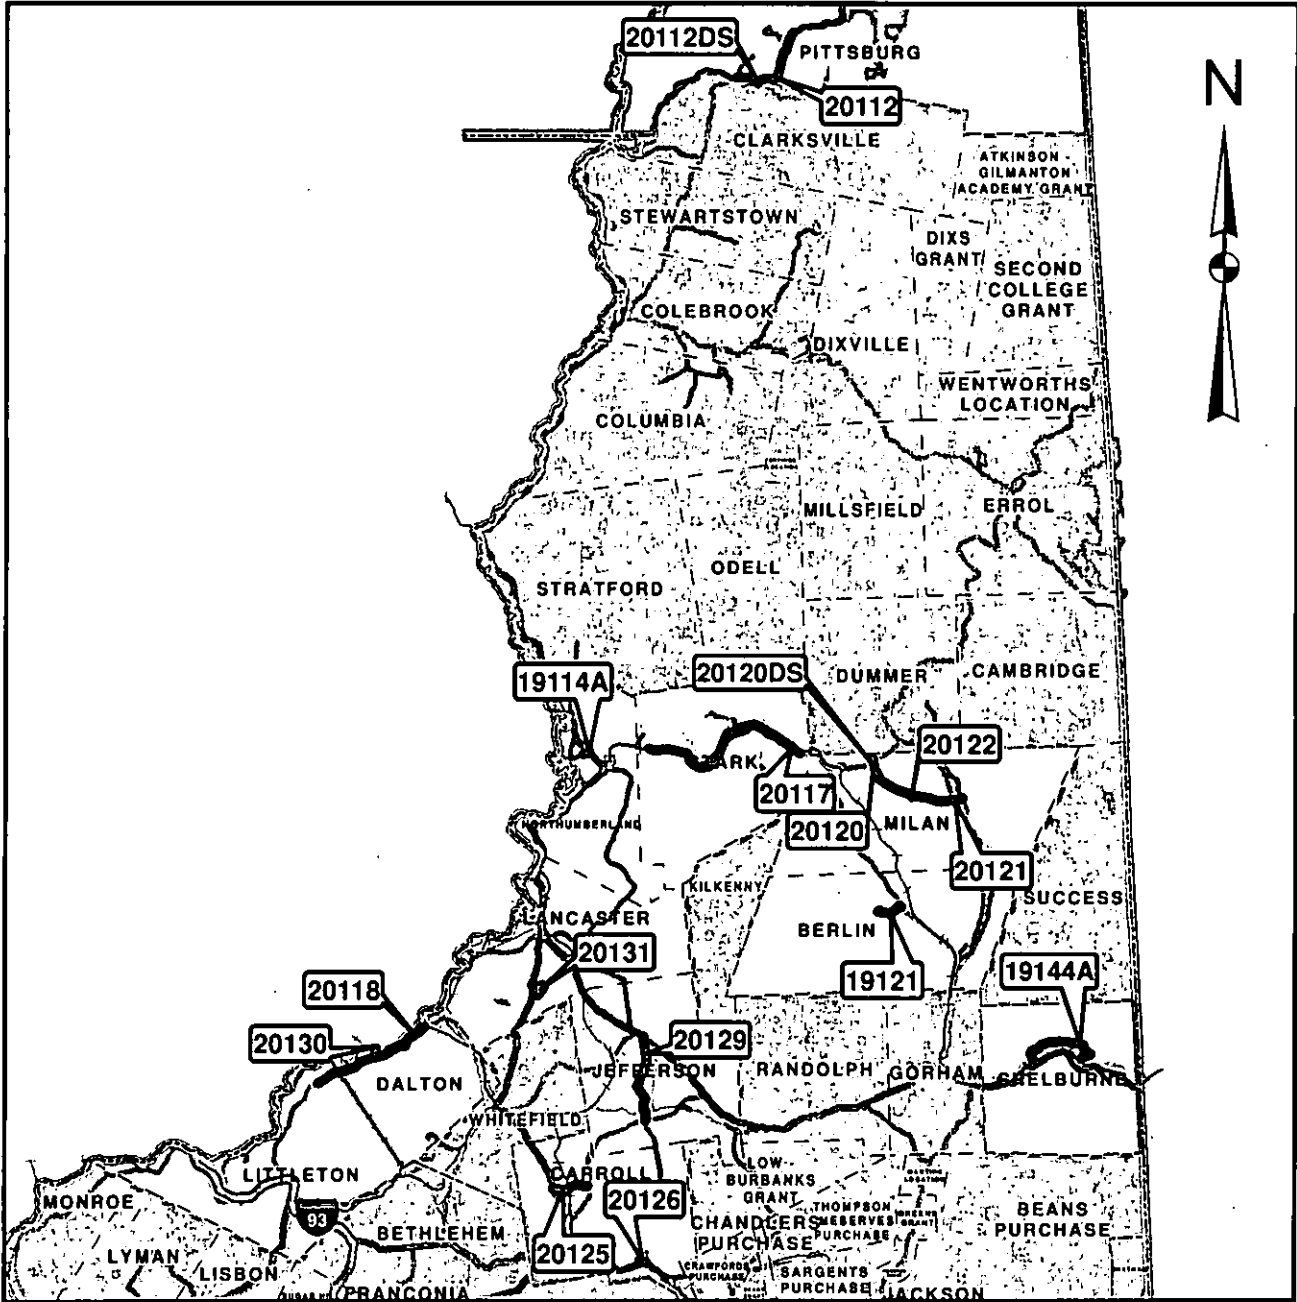 20112DS
PITTSBURG
N
20112
CLARKSVILLE
ATKINSON -
GILMANTON
ACADEMY GRANT
STEWARTSTOWN
DIXS
GRANT
SECOND
COLLEGE
GRANT
COLEBROOK
DIXVILLE
WENTWORTHS
LOCATION
COLUMBIA
MILLSFIELD
ERROL
ODELL
STRATFORD
20120DS
DUMMER
CAMBRIDGE
19114A
20122
20117
NORTHUMBERLAND
20120
MILAN
20121
KILKENNY
SUCCESS
LANCASTER
BERLIN
20131
19121
19144A
20118
20130
20129
JEFFERSON
RANDOLPH
GORHAM
SHELBURNE
DALTON
WHITEFIELD
LITTLETON
CARROLL
LOW
BURBANKS
GRANT
MONROE
20126
93
BETHLEHEM
CHANDLERS
PURCHASE
THOMPSON
MESERVES
PURCHASE
GREENS
GRANT
BEANS
PURCHASE
LYMAN
LISBON
20125
CRAWFORDS
PURCHASE
SARGENTS
PURCHASE
FRANCONIA
JACKSON